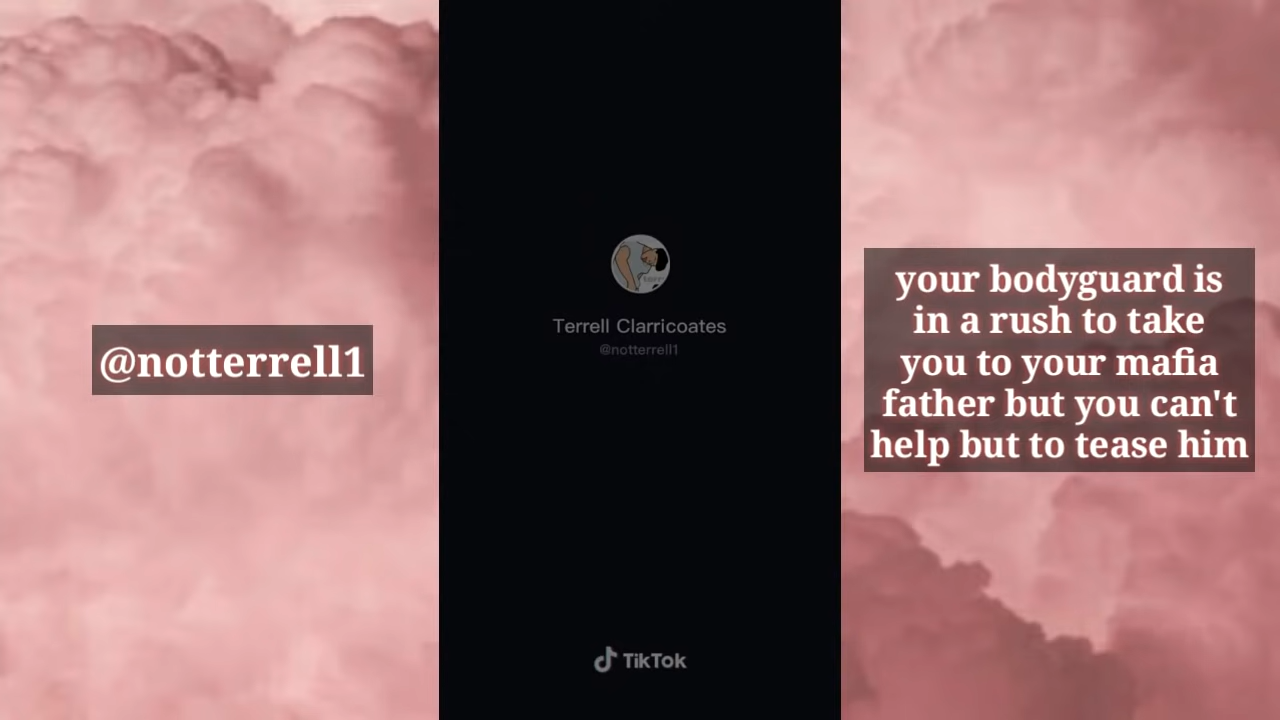 @notterrell1
Terrell Clarricoates
@notterrell1
TikTok
your bodyguard is
in a rush to take
you to your mafia
father but you can't
help but to tease him